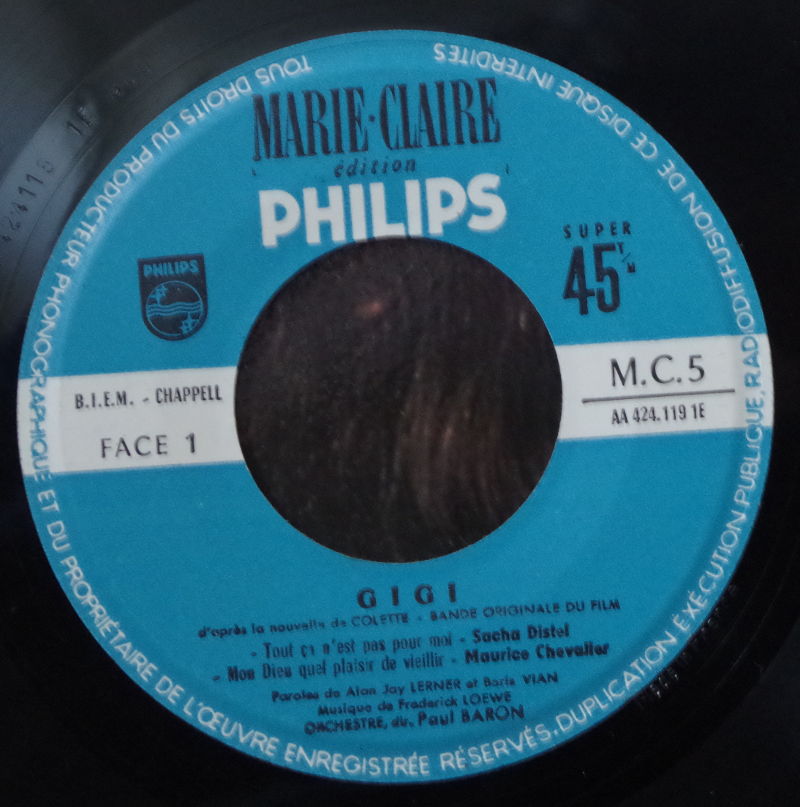 TOUS DROITS DU PRODUCTEUR PHONOGRAPHIQUE ET DU PROPRIÉTAIRE DE L'ŒUVRE ENREGISTRÉE RÉSERVÉS. DUPLICATION EXÉCUTION PUBLIQUE, RADIODIFFUSION DE CE DISQUE INTERDITES
MARIE·CLAIRE
édition
PHILIPS
SUPER
45 T/M
PHILIPS
B.I.E.M. - CHAPPELL
FACE 1
M.C.5
AA 424.119 1E
GIGI
d'après la nouvelle de COLETTE - BANDE ORIGINALE DU FILM
- Tout ça n'est pas pour moi - Sacha Distel
- Mon Dieu quel plaisir de vieillir - Maurice Chevalier
Paroles de Alan Jay LERNER et Boris VIAN
Musique de Frederick LOEWE
ORCHESTRE, dir. Paul BARON